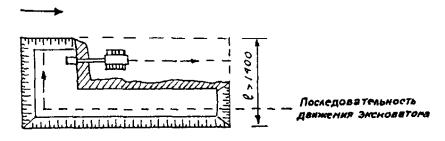 ℓ > 1400
Последовательность
движения экскаватора